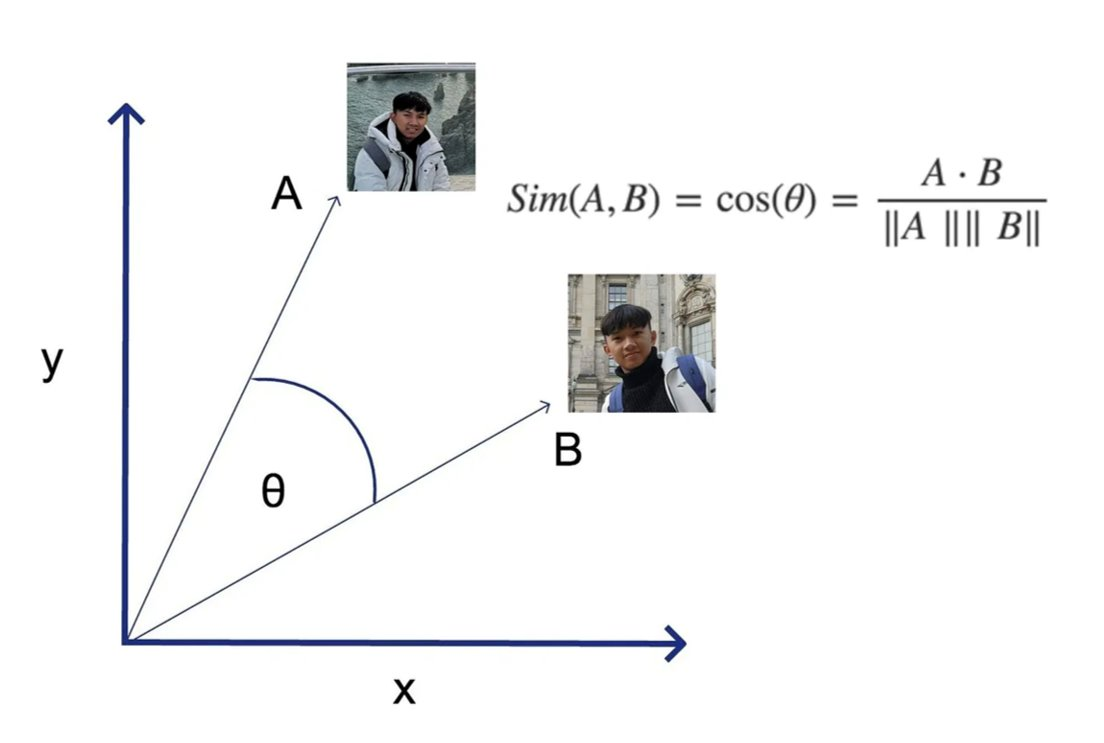 A
Sim(A, B) = cos(θ) = A · B / ‖A ‖‖ B‖
y
B
θ
x